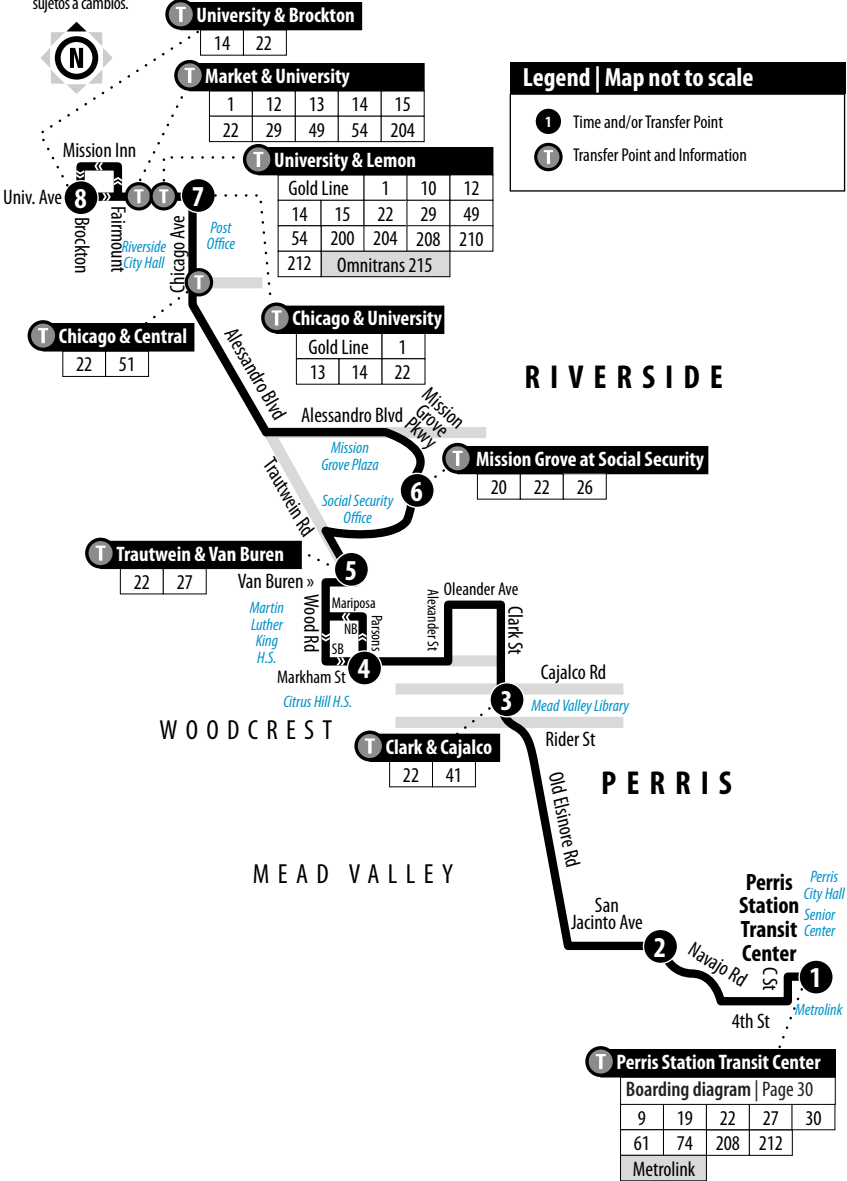 sujetos a cambios.
N
T University & Brockton
14 22
T Market & University
1 12 13 14 15
22 29 49 54 204
Legend | Map not to scale
1 Time and/or Transfer Point
T Transfer Point and Information
T University & Lemon
Gold Line 1 10 12
14 15 22 29 49
54 200 204 208 210
212 Omnitrans 215
Mission Inn
Univ. Ave
8
T T
7
Brockton
Fairmount
Riverside
City Hall
Chicago Ave
Post
Office
T
T Chicago & Central
22 51
T Chicago & University
Gold Line 1
13 14 22
RIVERSIDE
Alessandro Blvd
Alessandro Blvd
Mission
Grove
Pkwy
Mission
Grove Plaza
Trautwein Rd
T Mission Grove at Social Security
20 22 26
6
Social Security
Office
T Trautwein & Van Buren
22 27
5
Van Buren »
Martin
Luther
King
H.S.
Wood Rd
Mariposa
NB
Parsons
SB
Markham St
4
Citrus Hill H.S.
Alexander St
Oleander Ave
Clark St
Cajalco Rd
3
Mead Valley Library
Rider St
WOODCREST
T Clark & Cajalco
22 41
PERRIS
Old Elsinore Rd
MEAD VALLEY
San
Jacinto Ave
2
Navajo Rd
Perris
Station
Transit
Center
Perris
City Hall
Senior
Center
C St
1
Metrolink
4th St
T Perris Station Transit Center
Boarding diagram | Page 30
9 19 22 27 30
61 74 208 212
Metrolink